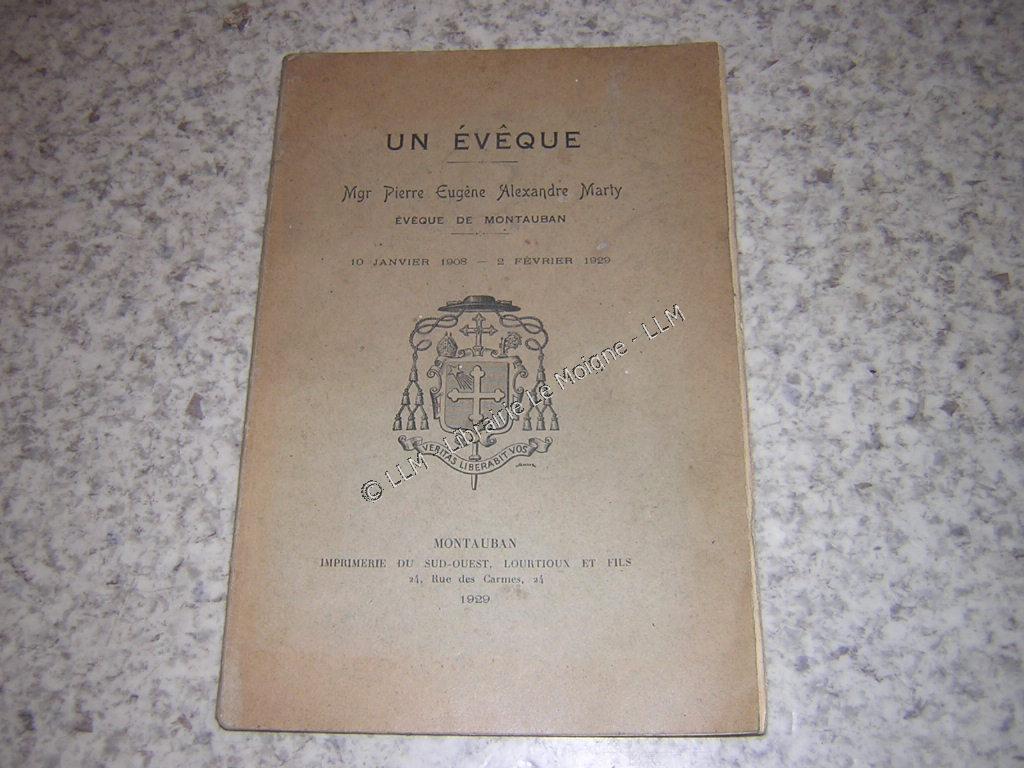 UN ÉVÊQUE
Mgr Pierre Eugène Alexandre Marty
ÉVÊQUE DE MONTAUBAN
10 JANVIER 1908 — 2 FÉVRIER 1929
VERITAS LIBERABIT VOS
© LLM - Librairie Le Moigne - LLM
MONTAUBAN
IMPRIMERIE DU SUD-OUEST, LOURTIOUX ET FILS
24, Rue des Carmes, 24
1929